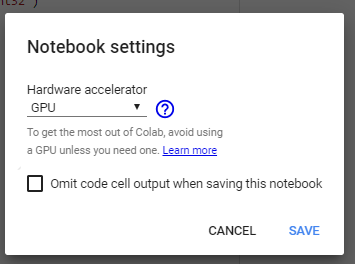 t32")
Notebook settings
Hardware accelerator
GPU
To get the most out of Colab, avoid using
a GPU unless you need one. Learn more
Omit code cell output when saving this notebook
CANCEL SAVE